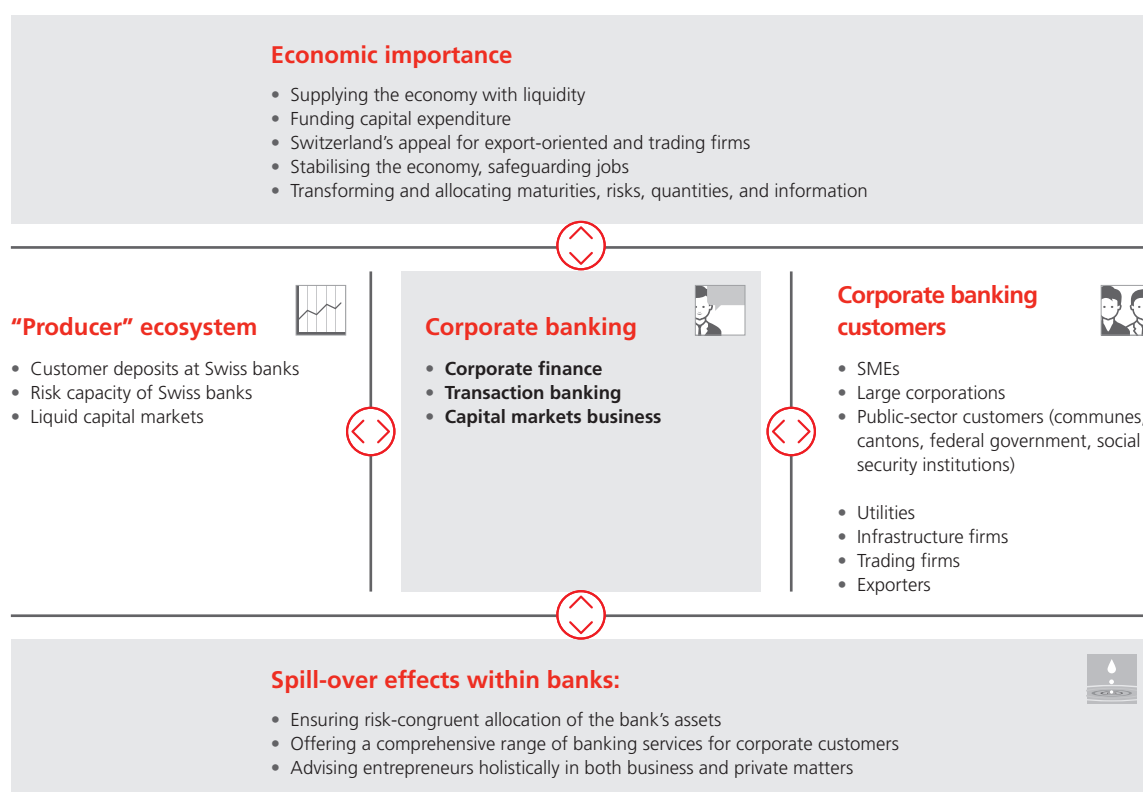 Economic importance
• Supplying the economy with liquidity
• Funding capital expenditure
• Switzerland’s appeal for export-oriented and trading firms
• Stabilising the economy, safeguarding jobs
• Transforming and allocating maturities, risks, quantities, and information
“Producer” ecosystem
• Customer deposits at Swiss banks
• Risk capacity of Swiss banks
• Liquid capital markets
Corporate banking
• Corporate finance
• Transaction banking
• Capital markets business
Corporate banking
customers
• SMEs
• Large corporations
• Public-sector customers (communes,
cantons, federal government, social
security institutions)
• Utilities
• Infrastructure firms
• Trading firms
• Exporters
Spill-over effects within banks:
• Ensuring risk-congruent allocation of the bank’s assets
• Offering a comprehensive range of banking services for corporate customers
• Advising entrepreneurs holistically in both business and private matters